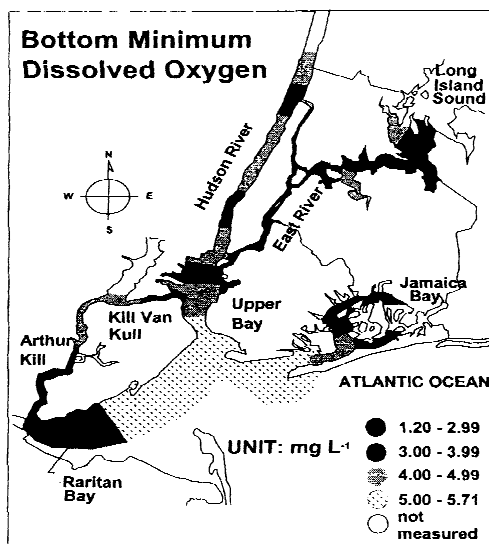 Bottom Minimum
Dissolved Oxygen
Long
Island
Sound
Hudson River
N
W
E
S
East River
Jamaica
Bay
Upper
Bay
Kill Van
Kull
Arthur
Kill
ATLANTIC OCEAN
Raritan
Bay
UNIT: mg L-1
1.20 - 2.99
3.00 - 3.99
4.00 - 4.99
5.00 - 5.71
not
measured